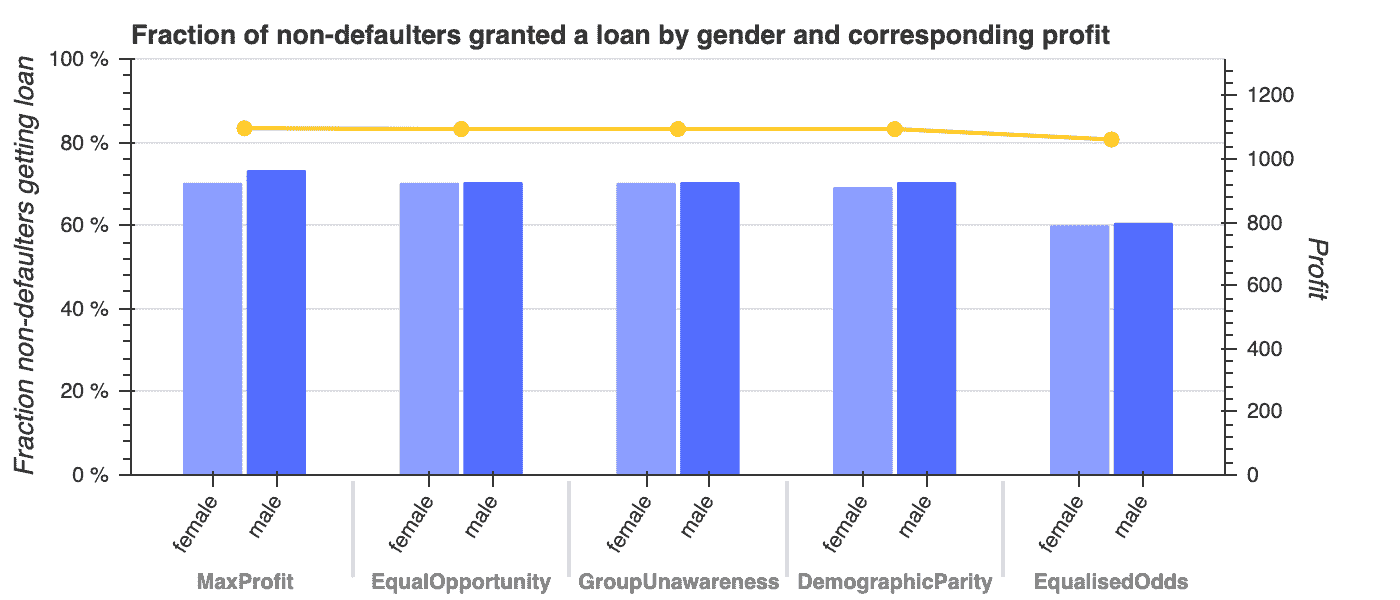 Fraction of non-defaulters granted a loan by gender and corresponding profit
Fraction non-defaulters getting loan
100 %
80 %
60 %
40 %
20 %
0 %
1200
1000
800
600
400
200
0
Profit
female male female male female male female male female male
MaxProfit EqualOpportunity GroupUnawareness DemographicParity EqualisedOdds